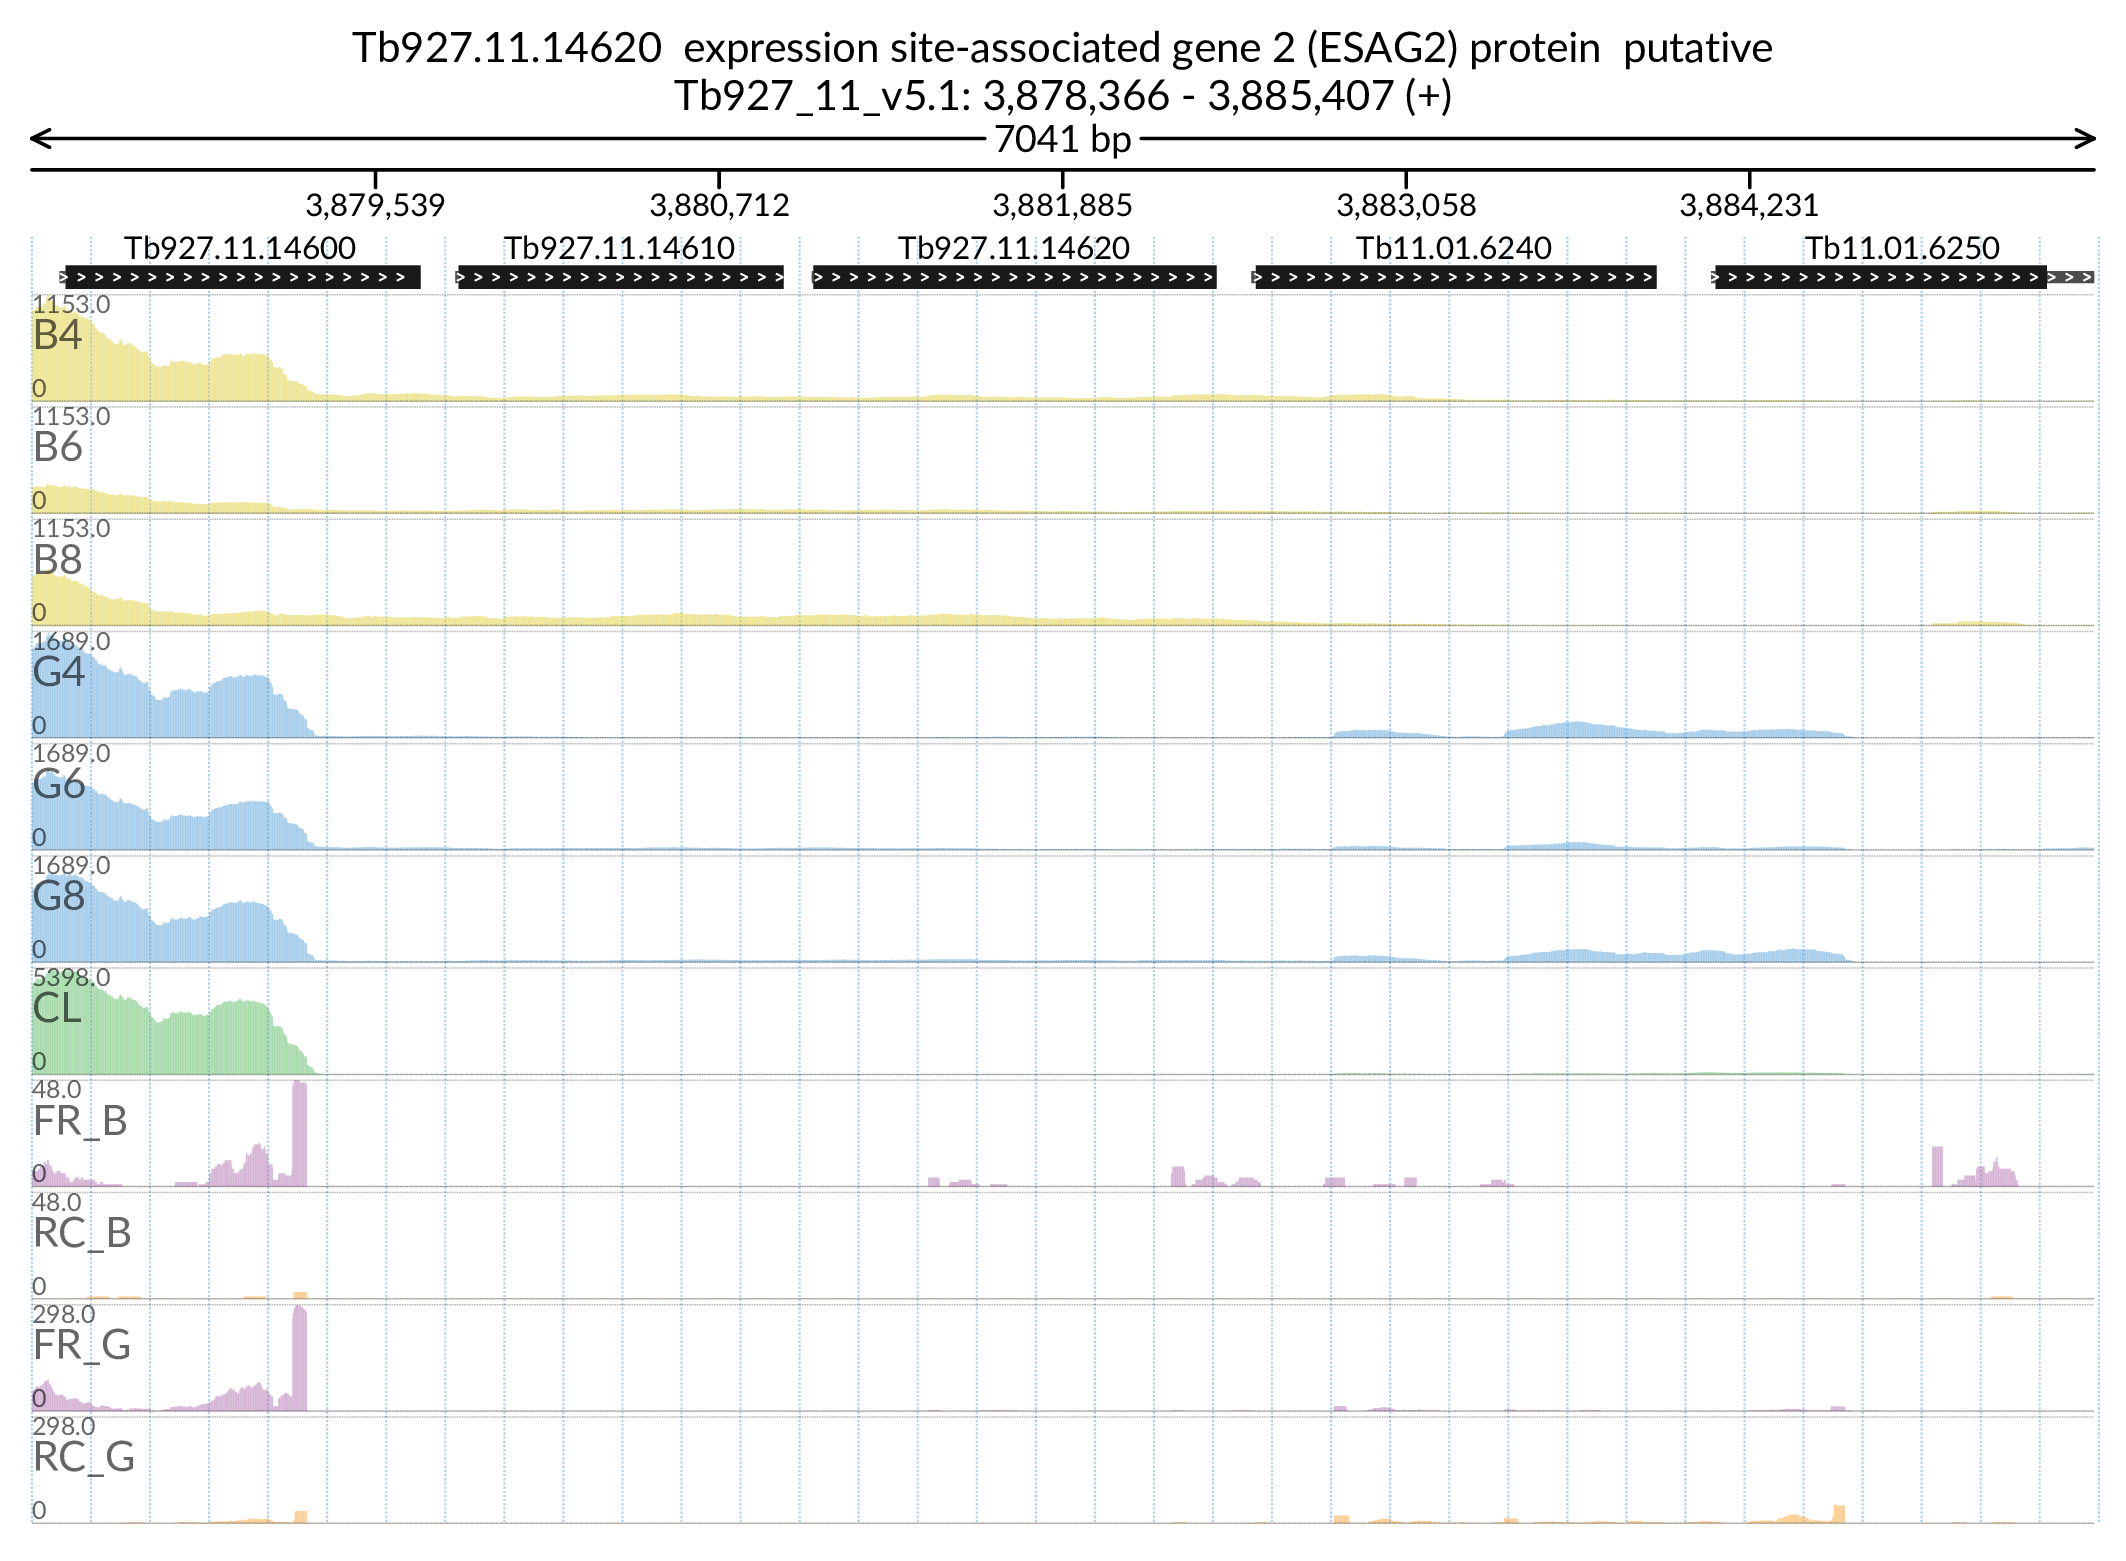 Tb927.11.14620  expression site-associated gene 2 (ESAG2) protein  putative
Tb927_11_v5.1: 3,878,366 - 3,885,407 (+)
7041 bp
3,879,539 3,880,712 3,881,885 3,883,058 3,884,231
Tb927.11.14600 Tb927.11.14610 Tb927.11.14620 Tb11.01.6240 Tb11.01.6250
1153.0
B4
0
1153.0
B6
0
1153.0
B8
0
1689.0
G4
0
1689.0
G6
0
1689.0
G8
0
5398.0
CL
0
48.0
FR_B
0
48.0
RC_B
0
298.0
FR_G
0
298.0
RC_G
0